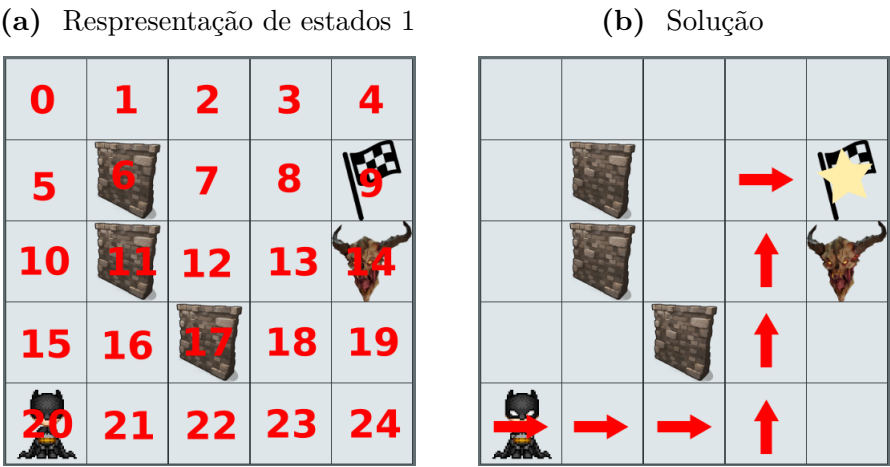 (a) Respresentação de estados 1
(b) Solução
0 1 2 3 4
5 6 7 8 9
10 11 12 13 14
15 16 17 18 19
20 21 22 23 24